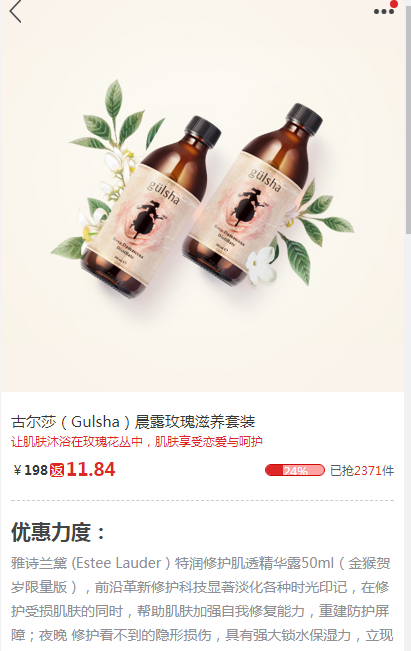 gülsha
gülsha
古尔莎（Gulsha）晨露玫瑰滋养套装
让肌肤沐浴在玫瑰花丛中，肌肤享受恋爱与呵护
￥198 返 11.84
24% 已抢2371件
优惠力度：
雅诗兰黛 (Estee Lauder）特润修护肌透精华露50ml（金猴贺
岁限量版），前沿革新修护科技显著淡化各种时光印记，在修
护受损肌肤的同时，帮助肌肤加强自我修复能力，重建防护屏
障；夜晚 修护看不到的隐形损伤，具有强大锁水保湿力，立现